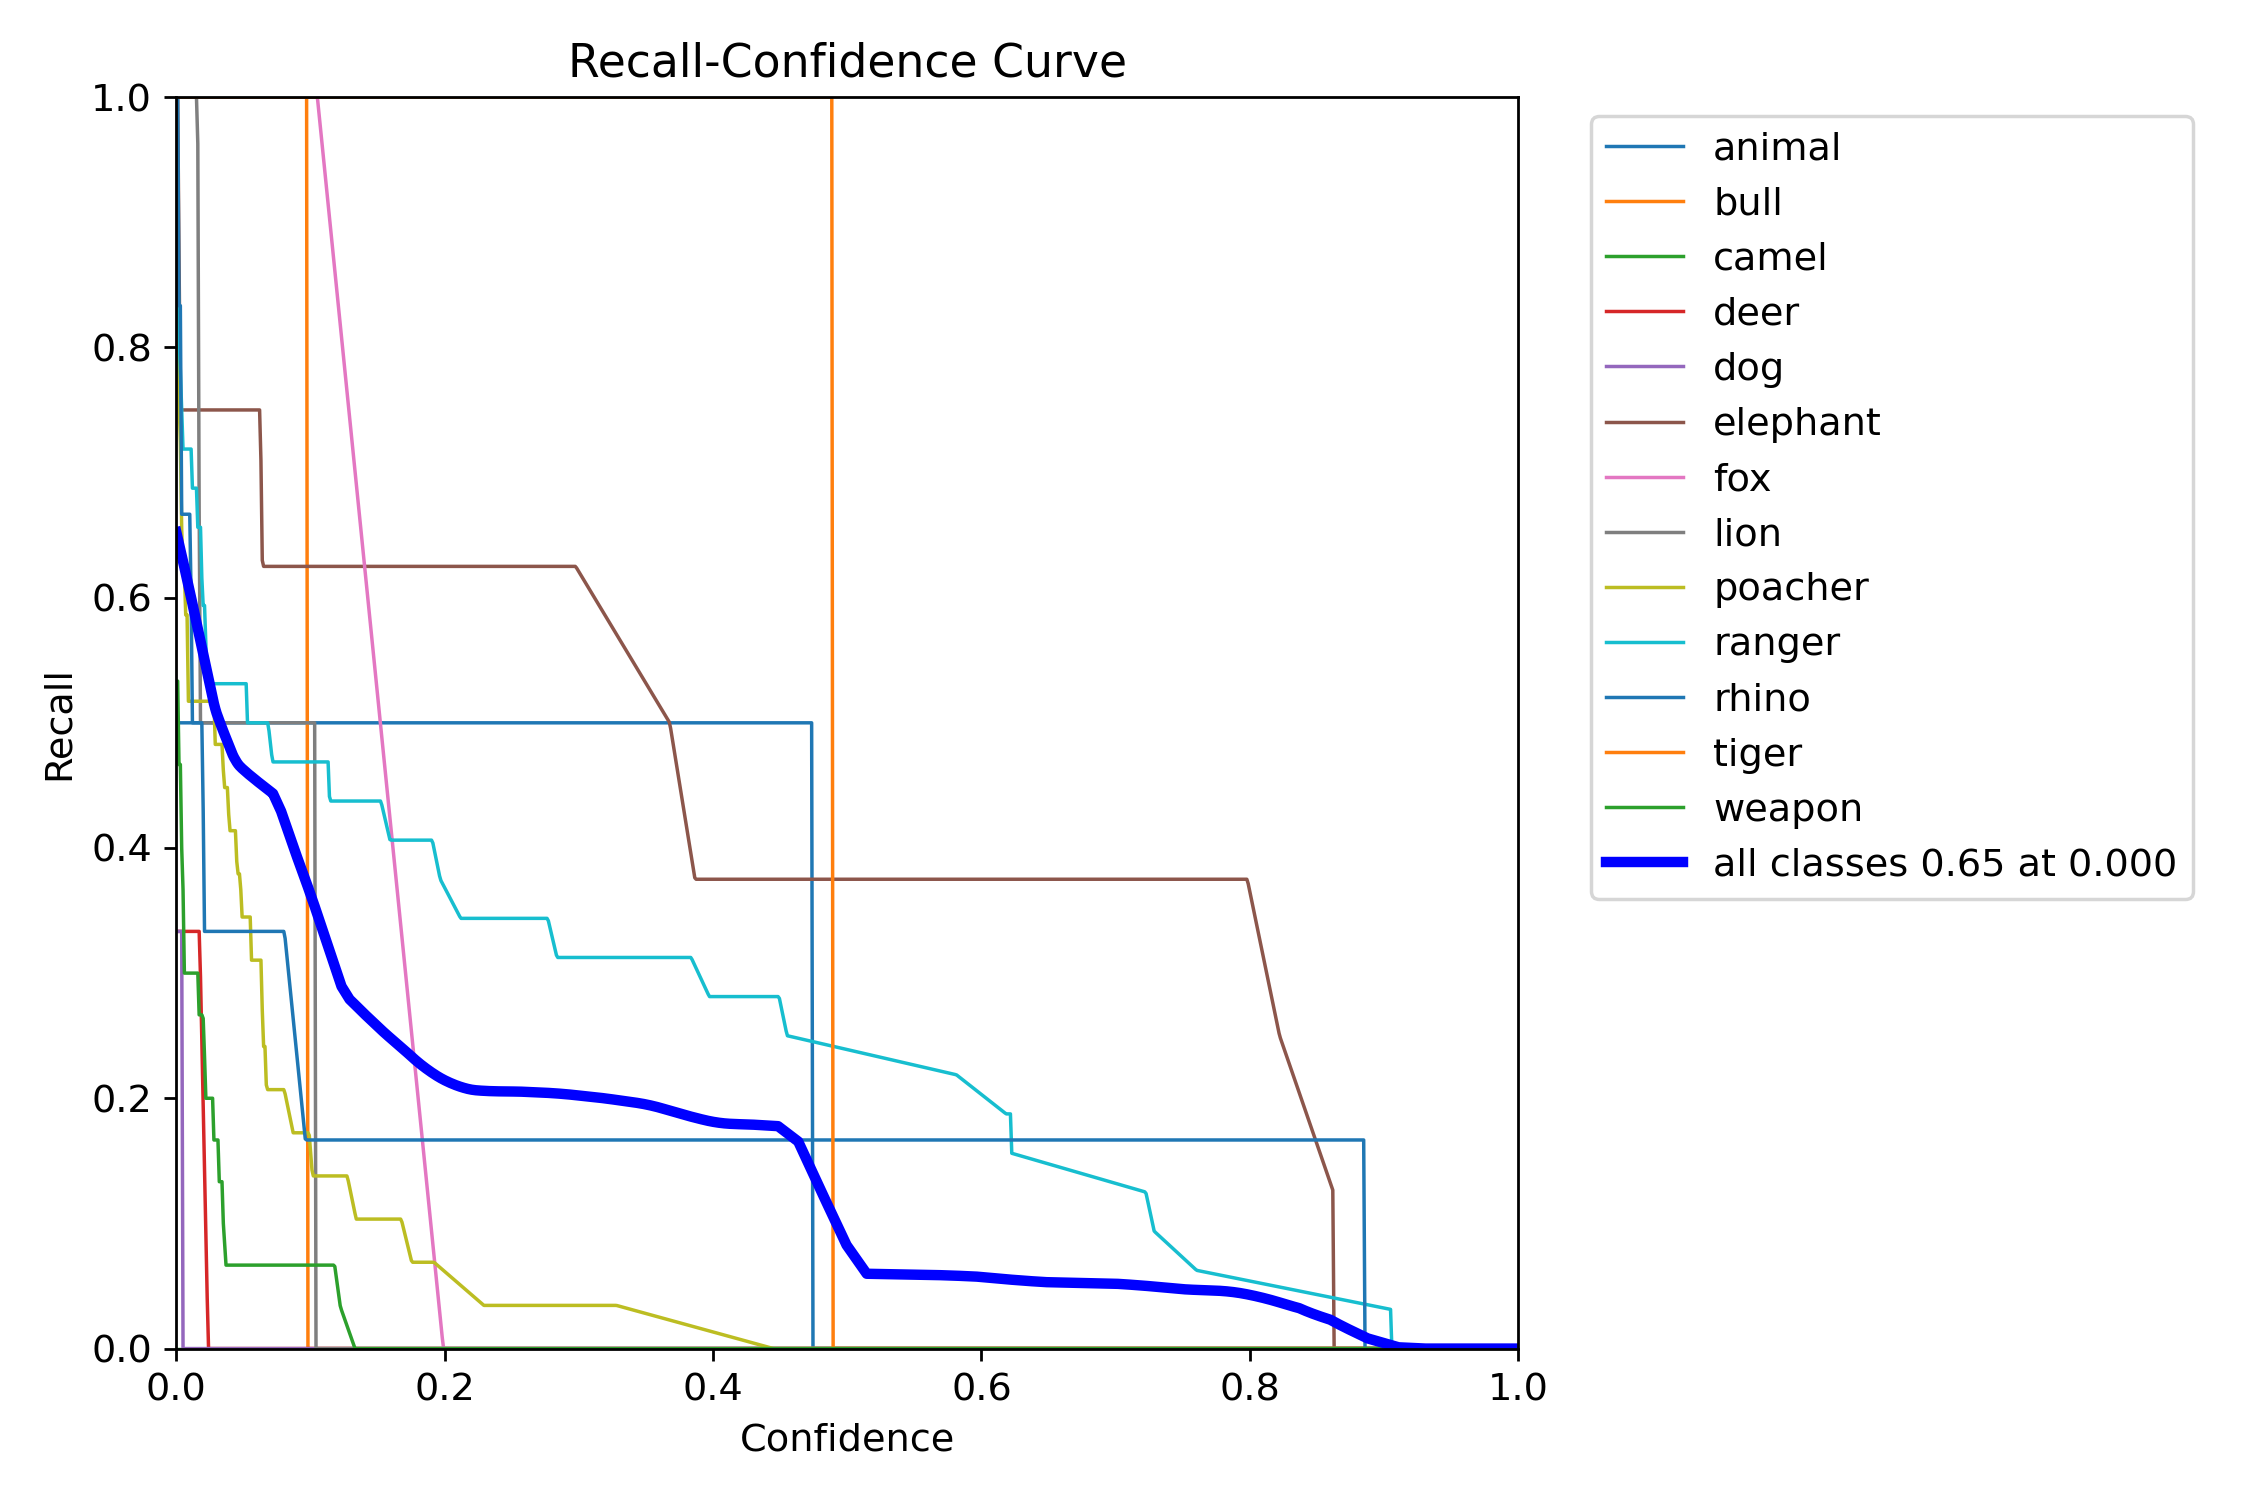 Recall-Confidence Curve
1.0
0.8
0.6
0.4
0.2
0.0
Recall
0.0 0.2 0.4 0.6 0.8 1.0
Confidence
animal
bull
camel
deer
dog
elephant
fox
lion
poacher
ranger
rhino
tiger
weapon
all classes 0.65 at 0.000